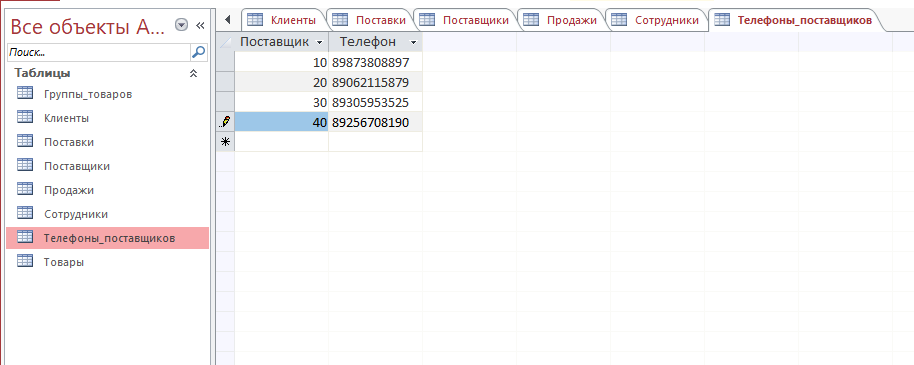 Все объекты A...
Поиск...
Таблицы
Группы_товаров
Клиенты
Поставки
Поставщики
Продажи
Сотрудники
Телефоны_поставщиков
Товары
Клиенты Поставки Поставщики Продажи Сотрудники Телефоны_поставщиков
Поставщик Телефон
10 89873808897
20 89062115879
30 89305953525
40 89256708190